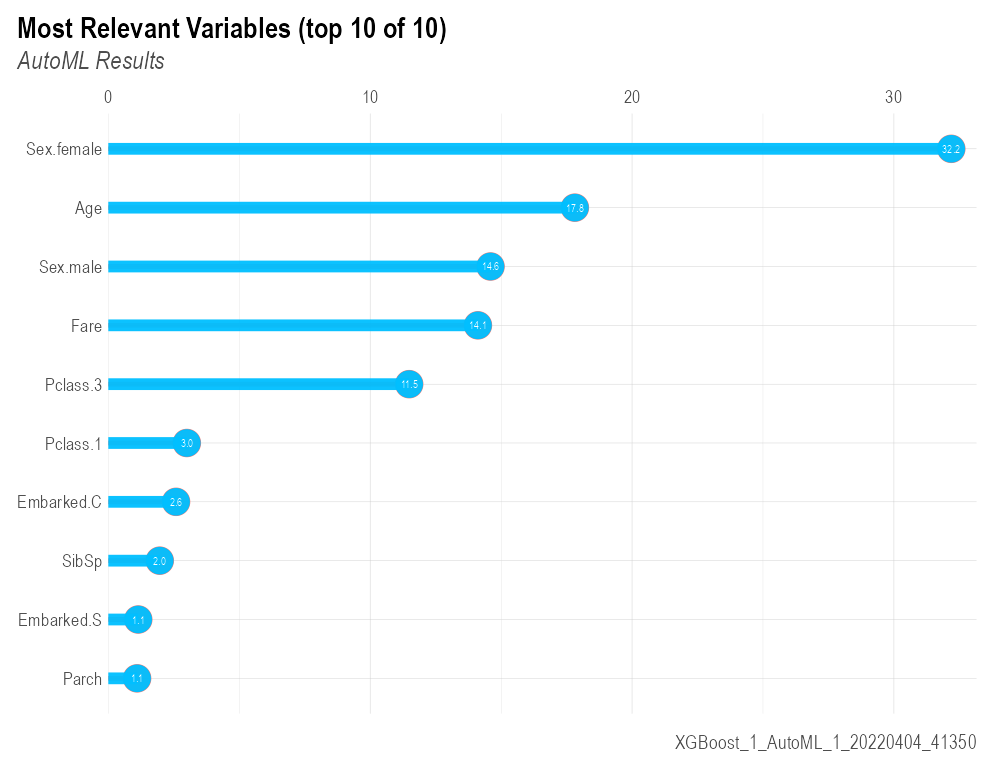 Most Relevant Variables (top 10 of 10)
AutoML Results
0 10 20 30
Sex.female 32.2
Age 17.8
Sex.male 14.6
Fare 14.1
Pclass.3 11.5
Pclass.1 3.0
Embarked.C 2.6
SibSp 2.0
Embarked.S 1.1
Parch 1.1
XGBoost_1_AutoML_1_20220404_41350